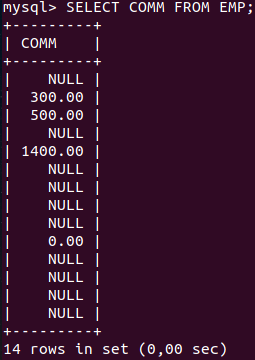 mysql> SELECT COMM FROM EMP;
+---------+
| COMM    |
+---------+
|    NULL |
|  300.00 |
|  500.00 |
|    NULL |
| 1400.00 |
|    NULL |
|    NULL |
|    NULL |
|    NULL |
|    0.00 |
|    NULL |
|    NULL |
|    NULL |
|    NULL |
+---------+
14 rows in set (0,00 sec)